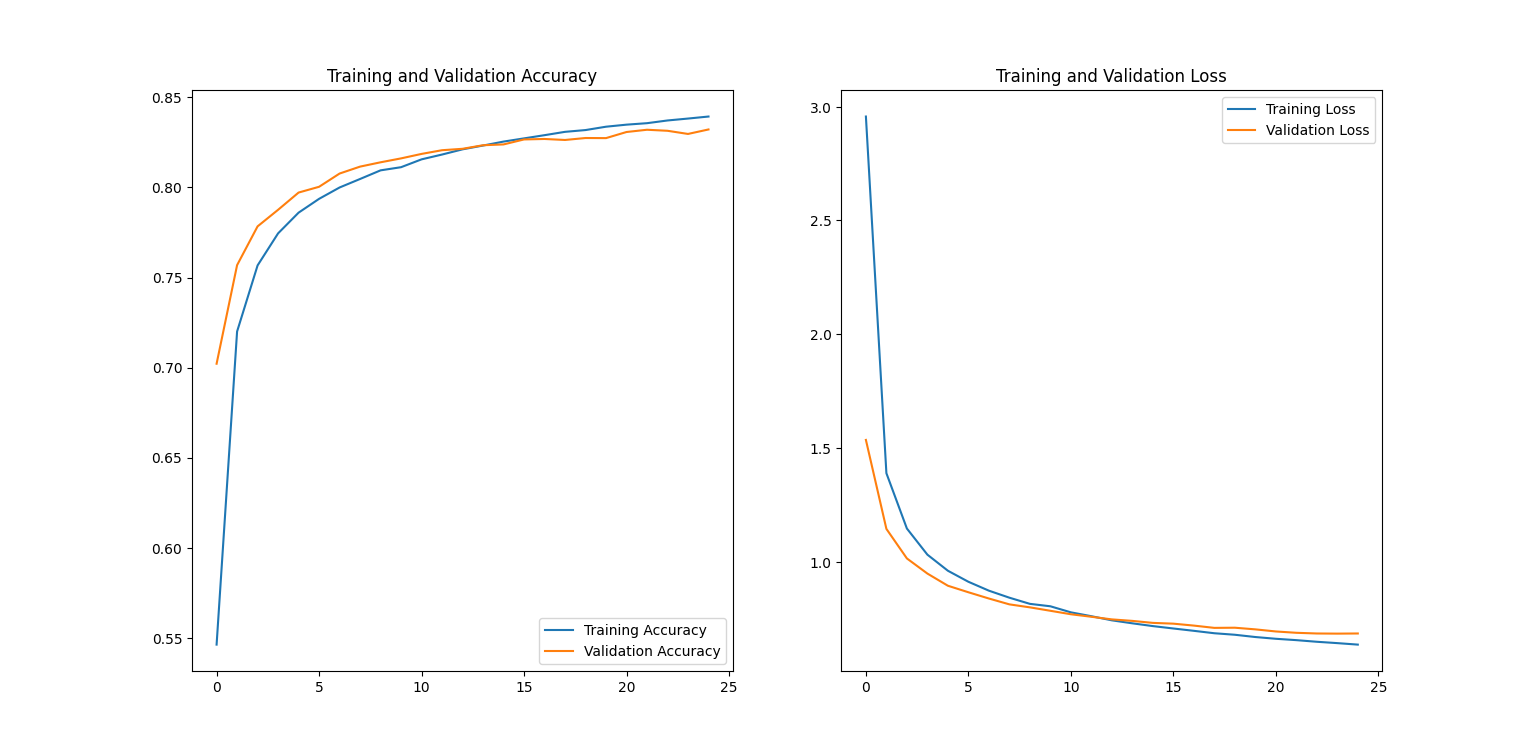 Training and Validation Accuracy
0.85
0.80
0.75
0.70
0.65
0.60
0.55
0 5 10 15 20 25
Training Accuracy
Validation Accuracy
Training and Validation Loss
3.0
2.5
2.0
1.5
1.0
0 5 10 15 20 25
Training Loss
Validation Loss